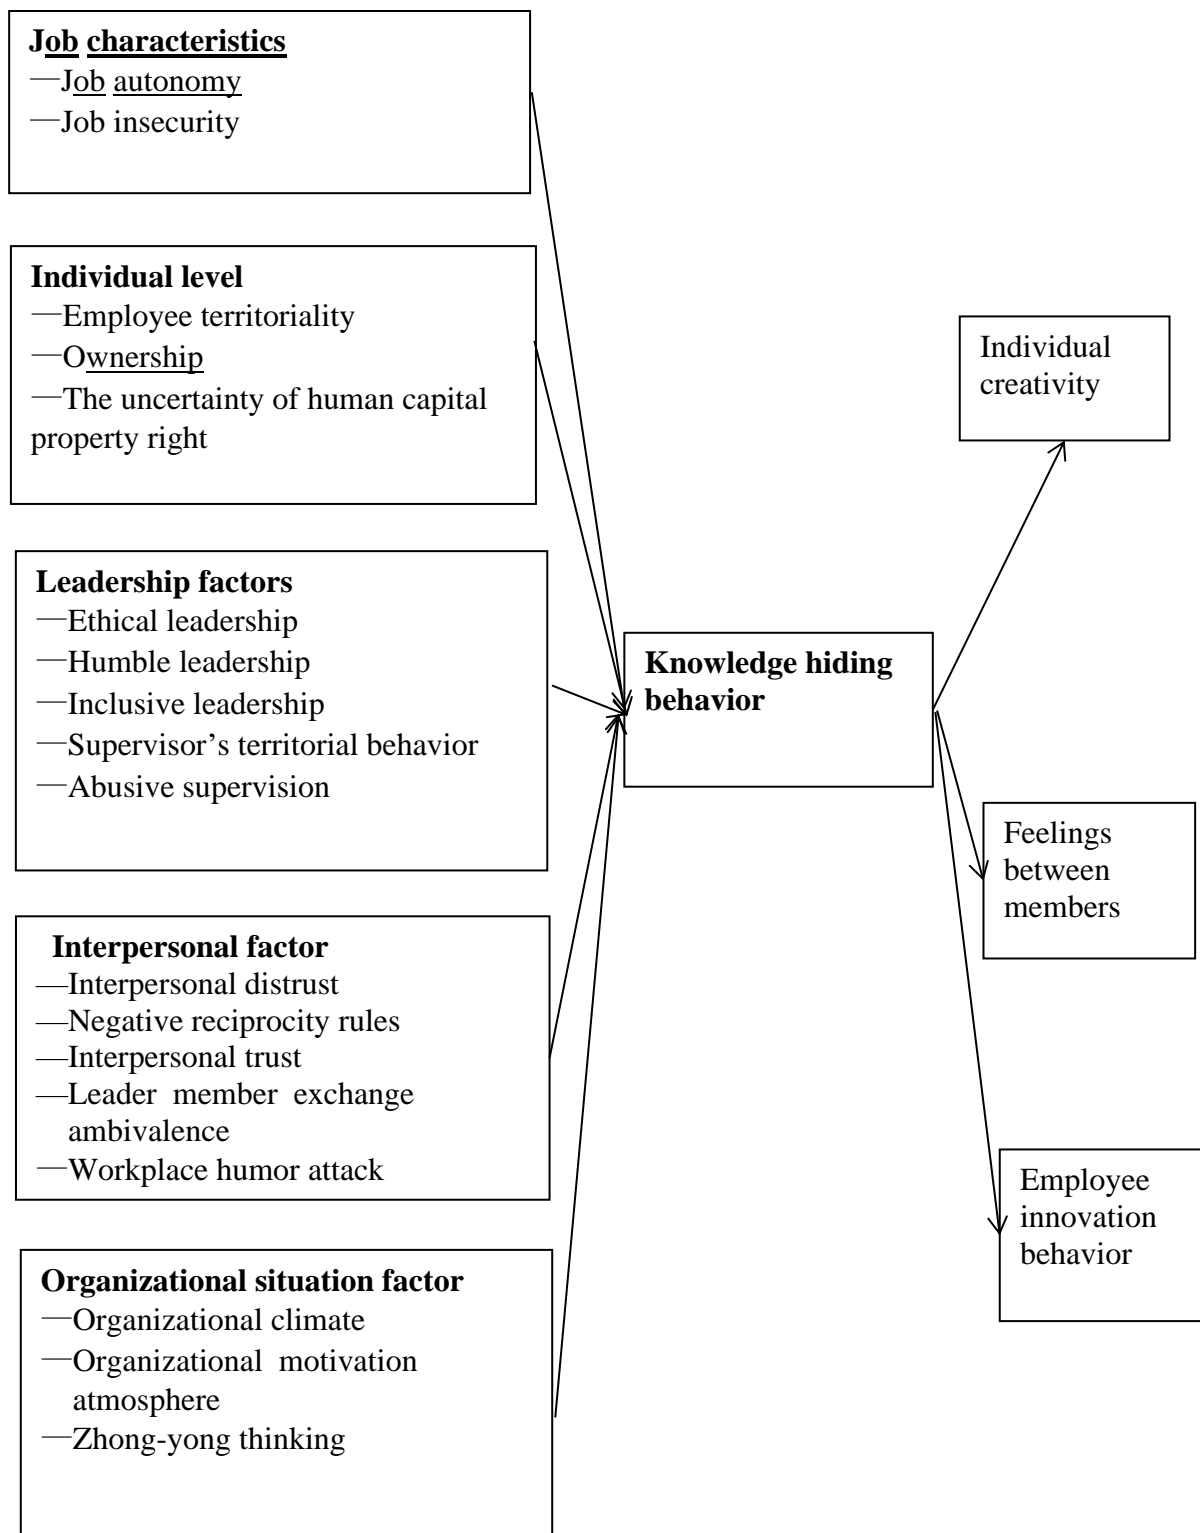 Job characteristics
—Job autonomy
—Job insecurity
Individual level
—Employee territoriality
—Ownership
—The uncertainty of human capital
property right
Leadership factors
—Ethical leadership
—Humble leadership
—Inclusive leadership
—Supervisor’s territorial behavior
—Abusive supervision
Interpersonal factor
—Interpersonal distrust
—Negative reciprocity rules
—Interpersonal trust
—Leader member exchange
ambivalence
—Workplace humor attack
Organizational situation factor
—Organizational climate
—Organizational motivation
atmosphere
—Zhong-yong thinking
Knowledge hiding
behavior
Individual
creativity
Feelings
between
members
Employee
innovation
behavior